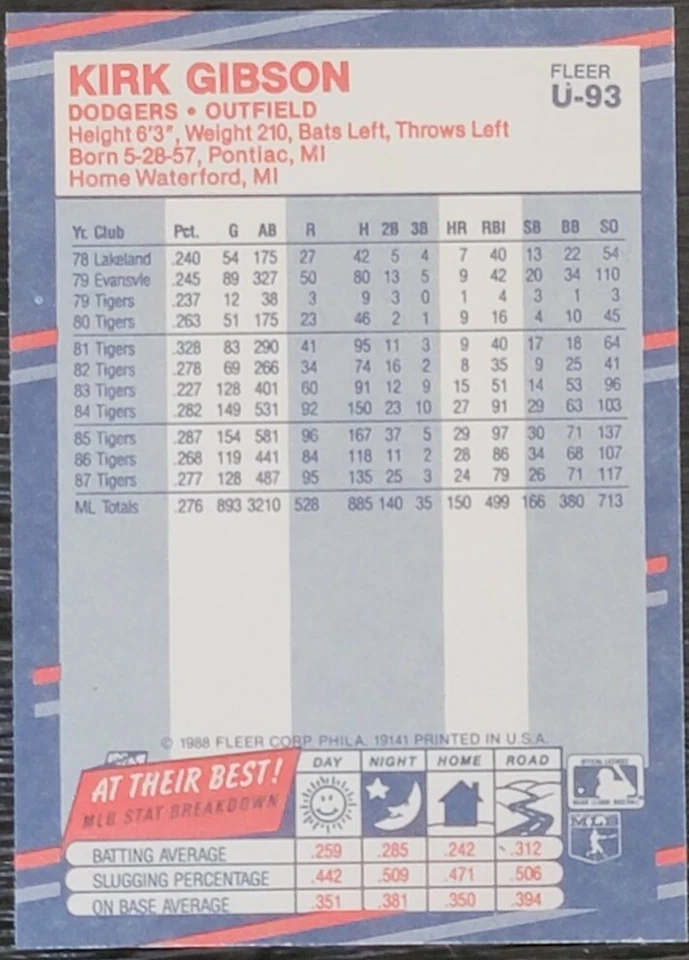 KIRK GIBSON
FLEER
U-93
DODGERS • OUTFIELD
Height 6'3", Weight 210, Bats Left, Throws Left
Born 5-28-57, Pontiac, MI
Home Waterford, MI
Yr. Club Pct. G AB R H 2B 3B HR RBI SB BB SO
78 Lakeland .240 54 175 27 42 5 4 7 40 13 22 54
79 Evansvle .245 89 327 50 80 13 5 9 42 20 34 110
79 Tigers .237 12 38 3 9 3 0 1 4 3 1 3
80 Tigers .263 51 175 23 46 2 1 9 16 4 10 45
81 Tigers .328 83 290 41 95 11 3 9 40 17 18 64
82 Tigers .278 69 266 34 74 16 2 8 35 9 25 41
83 Tigers .227 128 401 60 91 12 9 15 51 14 53 96
84 Tigers .282 149 531 92 150 23 10 27 91 29 63 103
85 Tigers .287 154 581 96 167 37 5 29 97 30 71 137
86 Tigers .268 119 441 84 118 11 2 28 86 34 68 107
87 Tigers .277 128 487 95 135 25 3 24 79 26 71 117
ML Totals .276 893 3210 528 885 140 35 150 499 166 380 713
© 1988 FLEER CORP. PHILA. 19141 PRINTED IN U.S.A.
AT THEIR BEST!
MLB STAT BREAKDOWN
DAY NIGHT HOME ROAD
BATTING AVERAGE .259 .285 .242 .312
SLUGGING PERCENTAGE .442 .509 .471 .506
ON BASE AVERAGE .351 .381 .350 .394